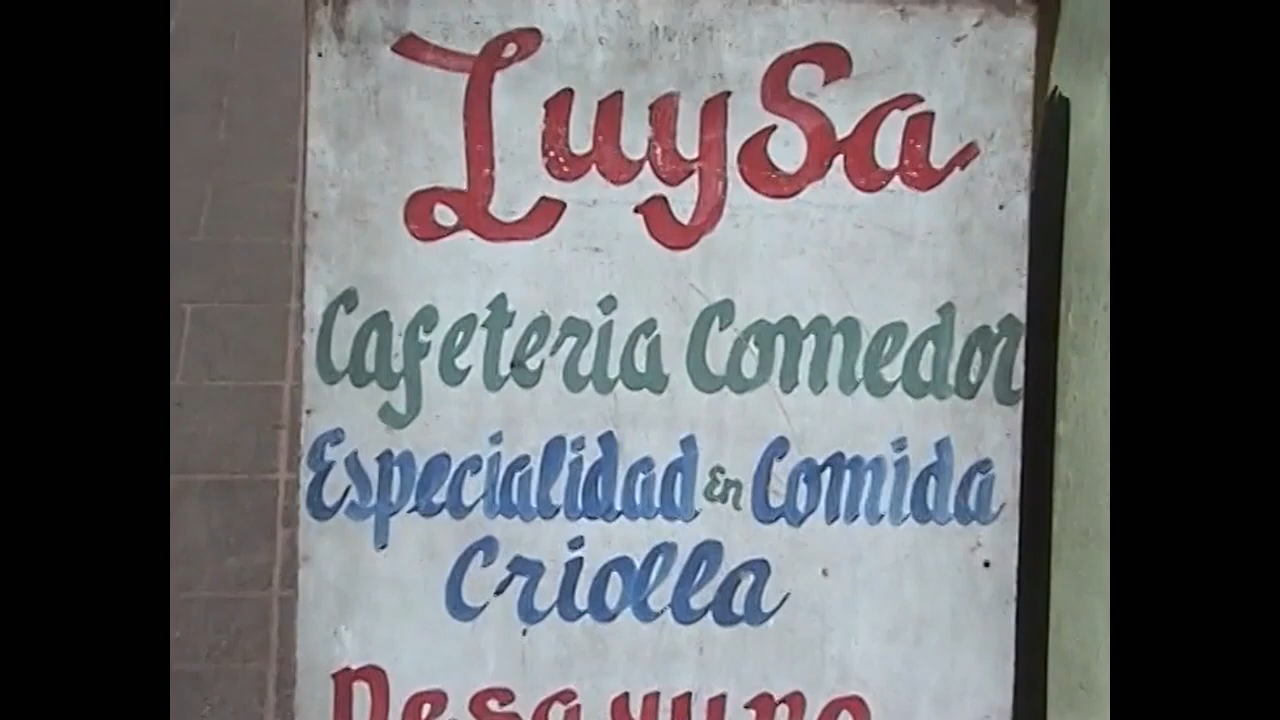 LuySa
Cafeteria Comedor
Especialidad En Comida
Criolla
Desayuno